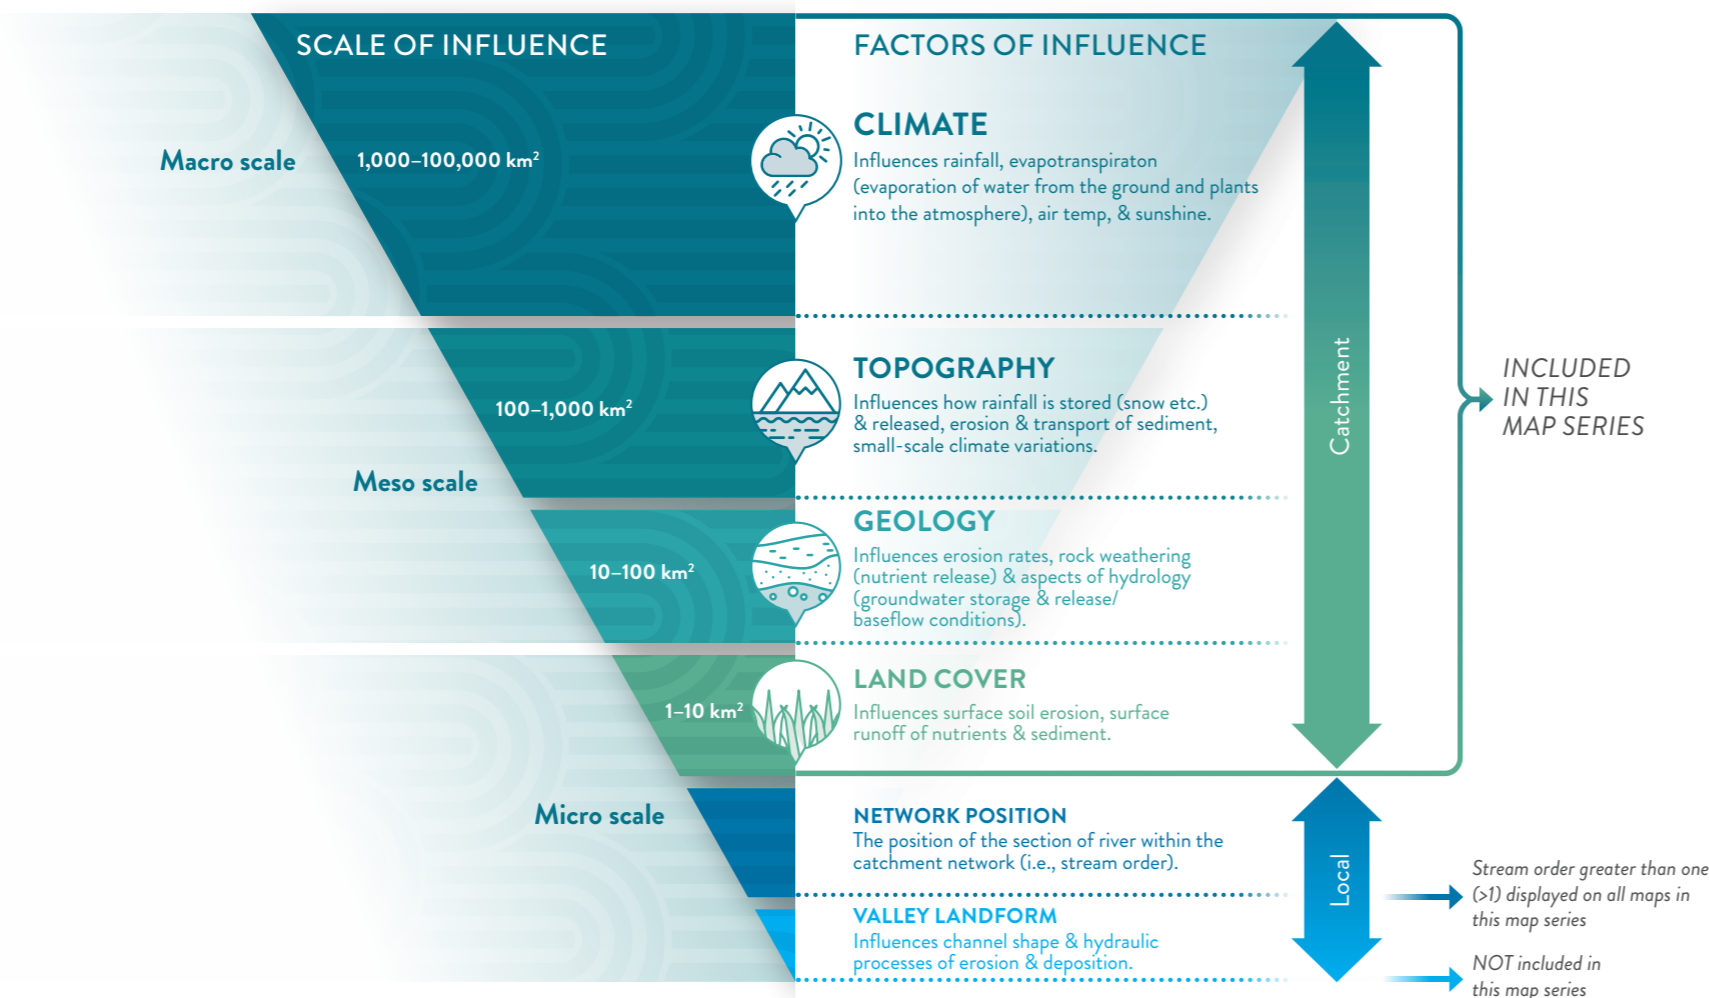 SCALE OF INFLUENCE
FACTORS OF INFLUENCE
Macro scale
1,000–100,000 km²
CLIMATE
Influences rainfall, evapotranspiraton
(evaporation of water from the ground and plants
into the atmosphere), air temp, & sunshine.
Meso scale
100–1,000 km²
TOPOGRAPHY
Influences how rainfall is stored (snow etc.)
& released, erosion & transport of sediment,
small-scale climate variations.
10–100 km²
GEOLOGY
Influences erosion rates, rock weathering
(nutrient release) & aspects of hydrology
(groundwater storage & release/
baseflow conditions).
Micro scale
1–10 km²
LAND COVER
Influences surface soil erosion, surface
runoff of nutrients & sediment.
NETWORK POSITION
The position of the section of river within the
catchment network (i.e., stream order).
VALLEY LANDFORM
Influences channel shape & hydraulic
processes of erosion & deposition.
Catchment
Local
INCLUDED
IN THIS
MAP SERIES
Stream order greater than one
(>1) displayed on all maps in
this map series
NOT included in
this map series